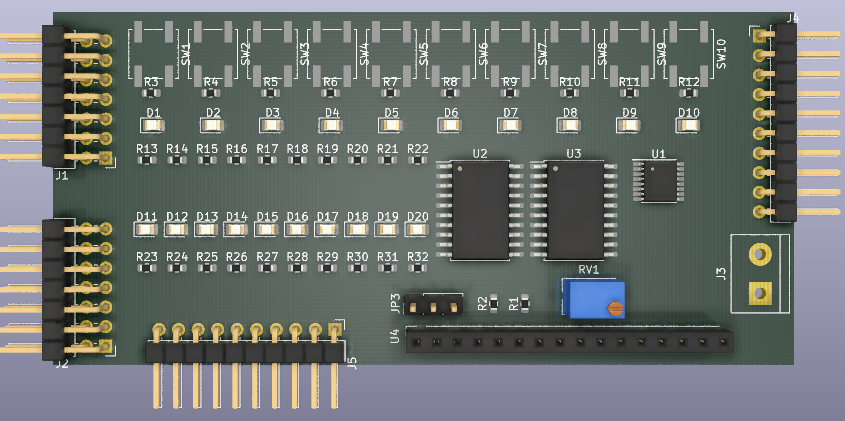 J4
SW1 SW2 SW3 SW4 SW5 SW6 SW7 SW8 SW9 SW10
R3 R4 R5 R6 R7 R8 R9 R10 R11 R12
D1 D2 D3 D4 D5 D6 D7 D8 D9 D10
R13 R14 R15 R16 R17 R18 R19 R20 R21 R22
U2 U3 U1
J1
D11 D12 D13 D14 D15 D16 D17 D18 D19 D20
R23 R24 R25 R26 R27 R28 R29 R30 R31 R32
RV1
J3
JP3 R2 R1
U4
J2
J5